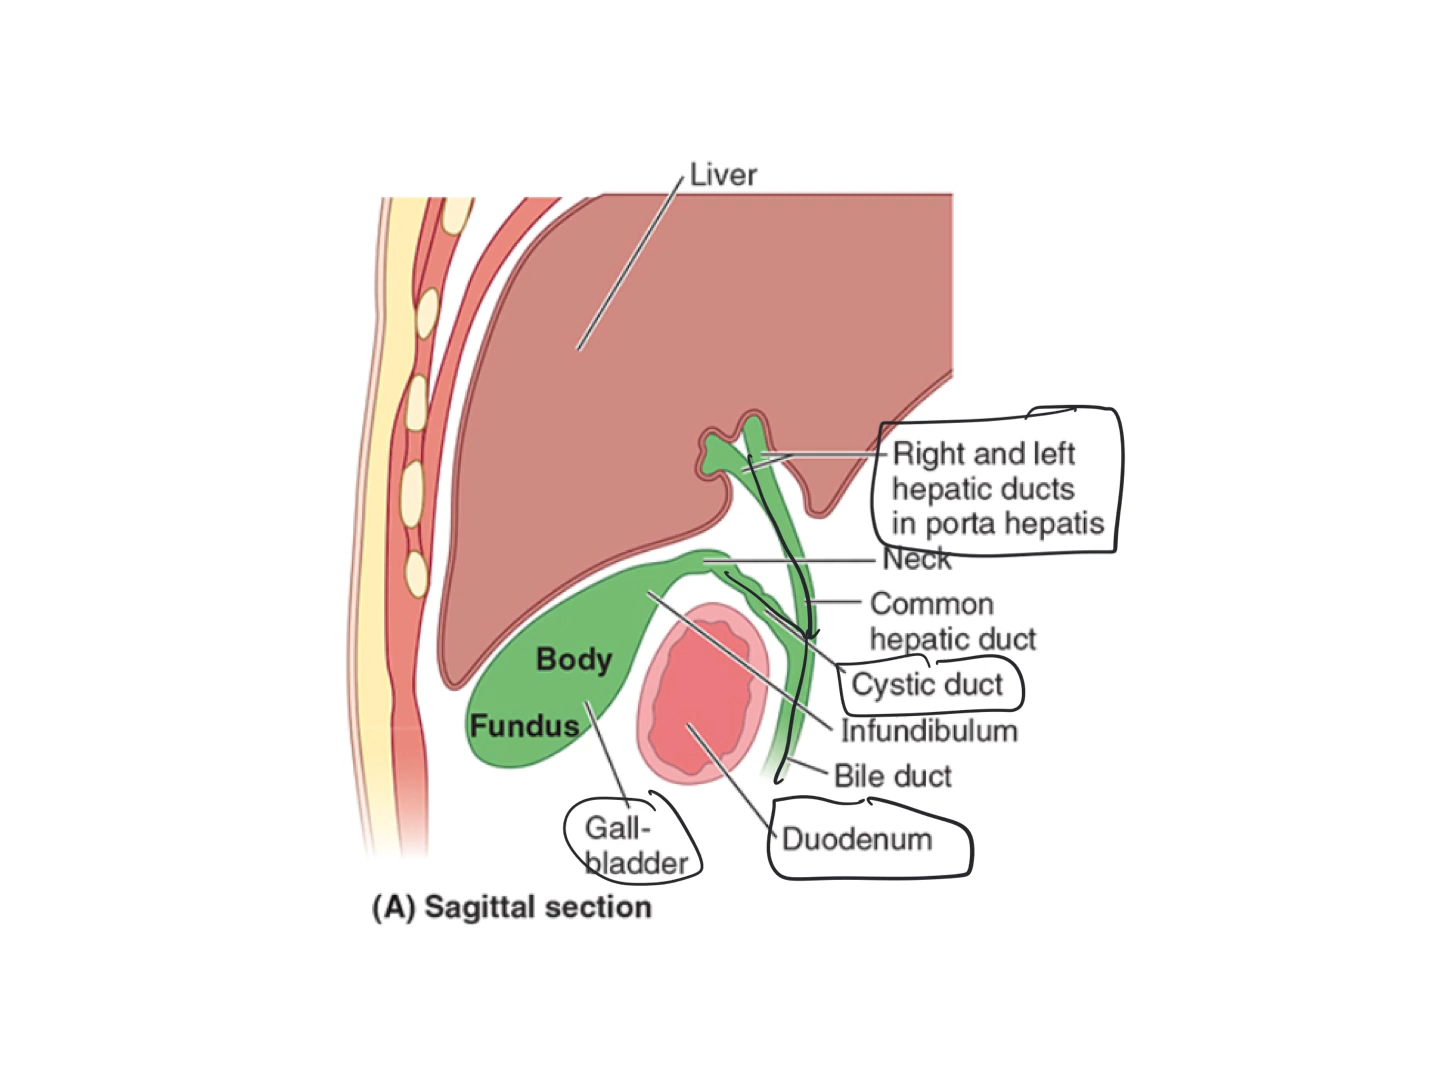 Liver
Right and left
hepatic ducts
in porta hepatis
Neck
Common
hepatic duct
Cystic duct
Body
Fundus
Infundibulum
Bile duct
Gall-
bladder
Duodenum
(A) Sagittal section